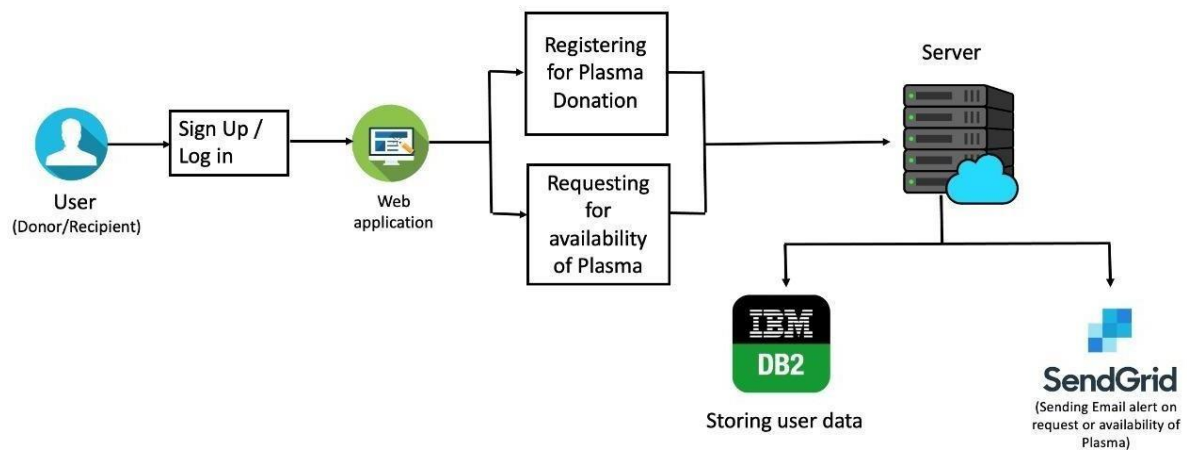 User
(Donor/Recipient)
Sign Up /
Log in
Web
application
Registering
for Plasma
Donation
Requesting
for
availability
of Plasma
Server
IBM
DB2
Storing user data
SendGrid
(Sending Email alert on
request or availability of
Plasma)